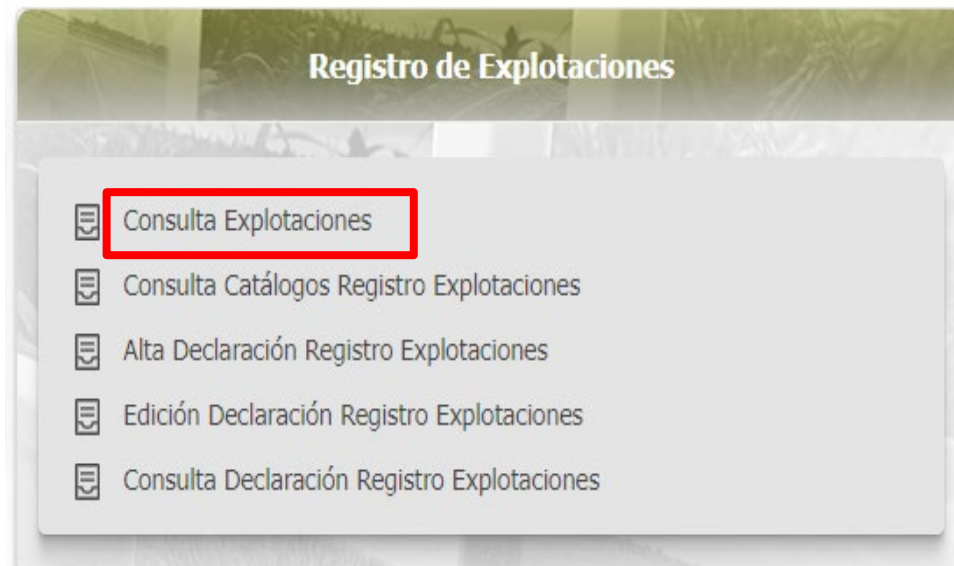 Registro de Explotaciones
Consulta Explotaciones
Consulta Catálogos Registro Explotaciones
Alta Declaración Registro Explotaciones
Edición Declaración Registro Explotaciones
Consulta Declaración Registro Explotaciones